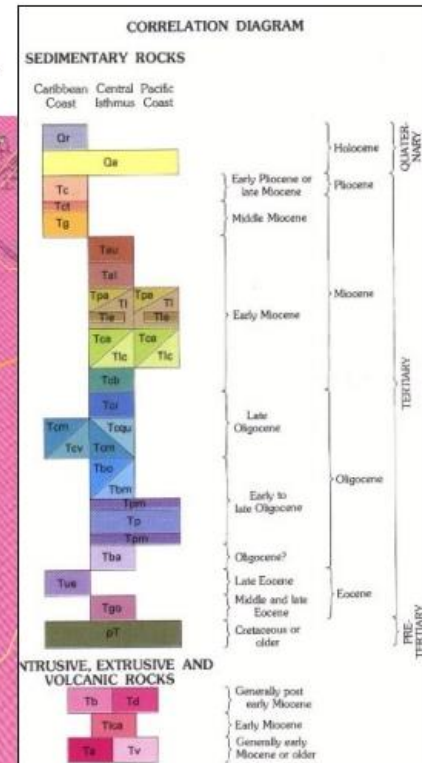 CORRELATION DIAGRAM
SEDIMENTARY ROCKS
Caribbean Coast
Central Isthmus
Pacific Coast
Qr
Holocene
QUATER-
NARY
Qa
Tc
Early Pliocene or
late Miocene
Pliocene
Tct
Tg
Middle Miocene
Tau
Tal
Tpa Tl Tpa Tl
Tle Tle
Early Miocene
Miocene
Tca Tlc Tca Tlc
Tcb
TERTIARY
Tcm Tcv
Tcqu Tcm
Late
Oligocene
Tbo
Tbm
Oligocene
Tpm
Tp
Tpm
Early to
late Oligocene
Tba
Oligocene?
Tue
Late Eocene
Eocene
Tgo
Middle and late
Eocene
pT
Cretaceous or
older
PRE-
TERTIARY
NTRUSIVE, EXTRUSIVE AND
VOLCANIC ROCKS
Tb Td
Generally post
early Miocene
Early Miocene
Tv
Generally early
Miocene or older